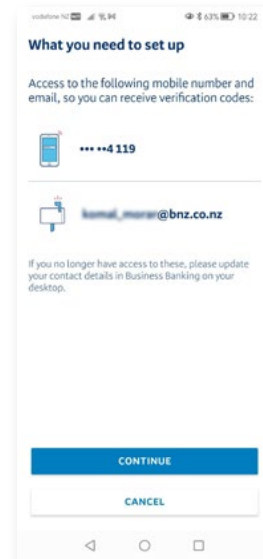 vodafone NZ 63% 10:22
What you need to set up
Access to the following mobile number and
email, so you can receive verification codes:
••• ••4 119
@bnz.co.nz
If you no longer have access to these, please update
your contact details in Business Banking on your
desktop.
CONTINUE
CANCEL